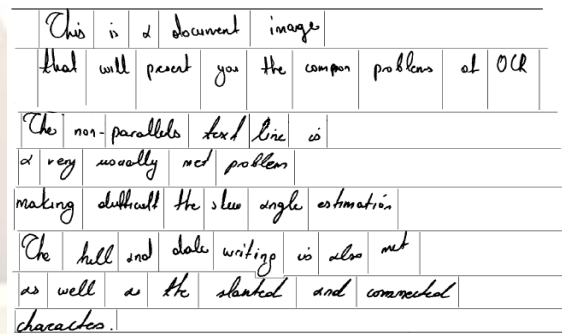 This is a document image
that will present you the common problems of OCR
The non-parallels text line is
a very usually met problem
making difficult the skew angle estimation
The hill and dale writing is also met
as well as the slanted and connected
characters.